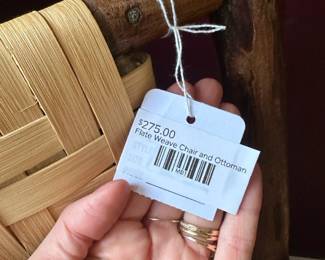 $275.00
Flate Weave Chair and Ottoman